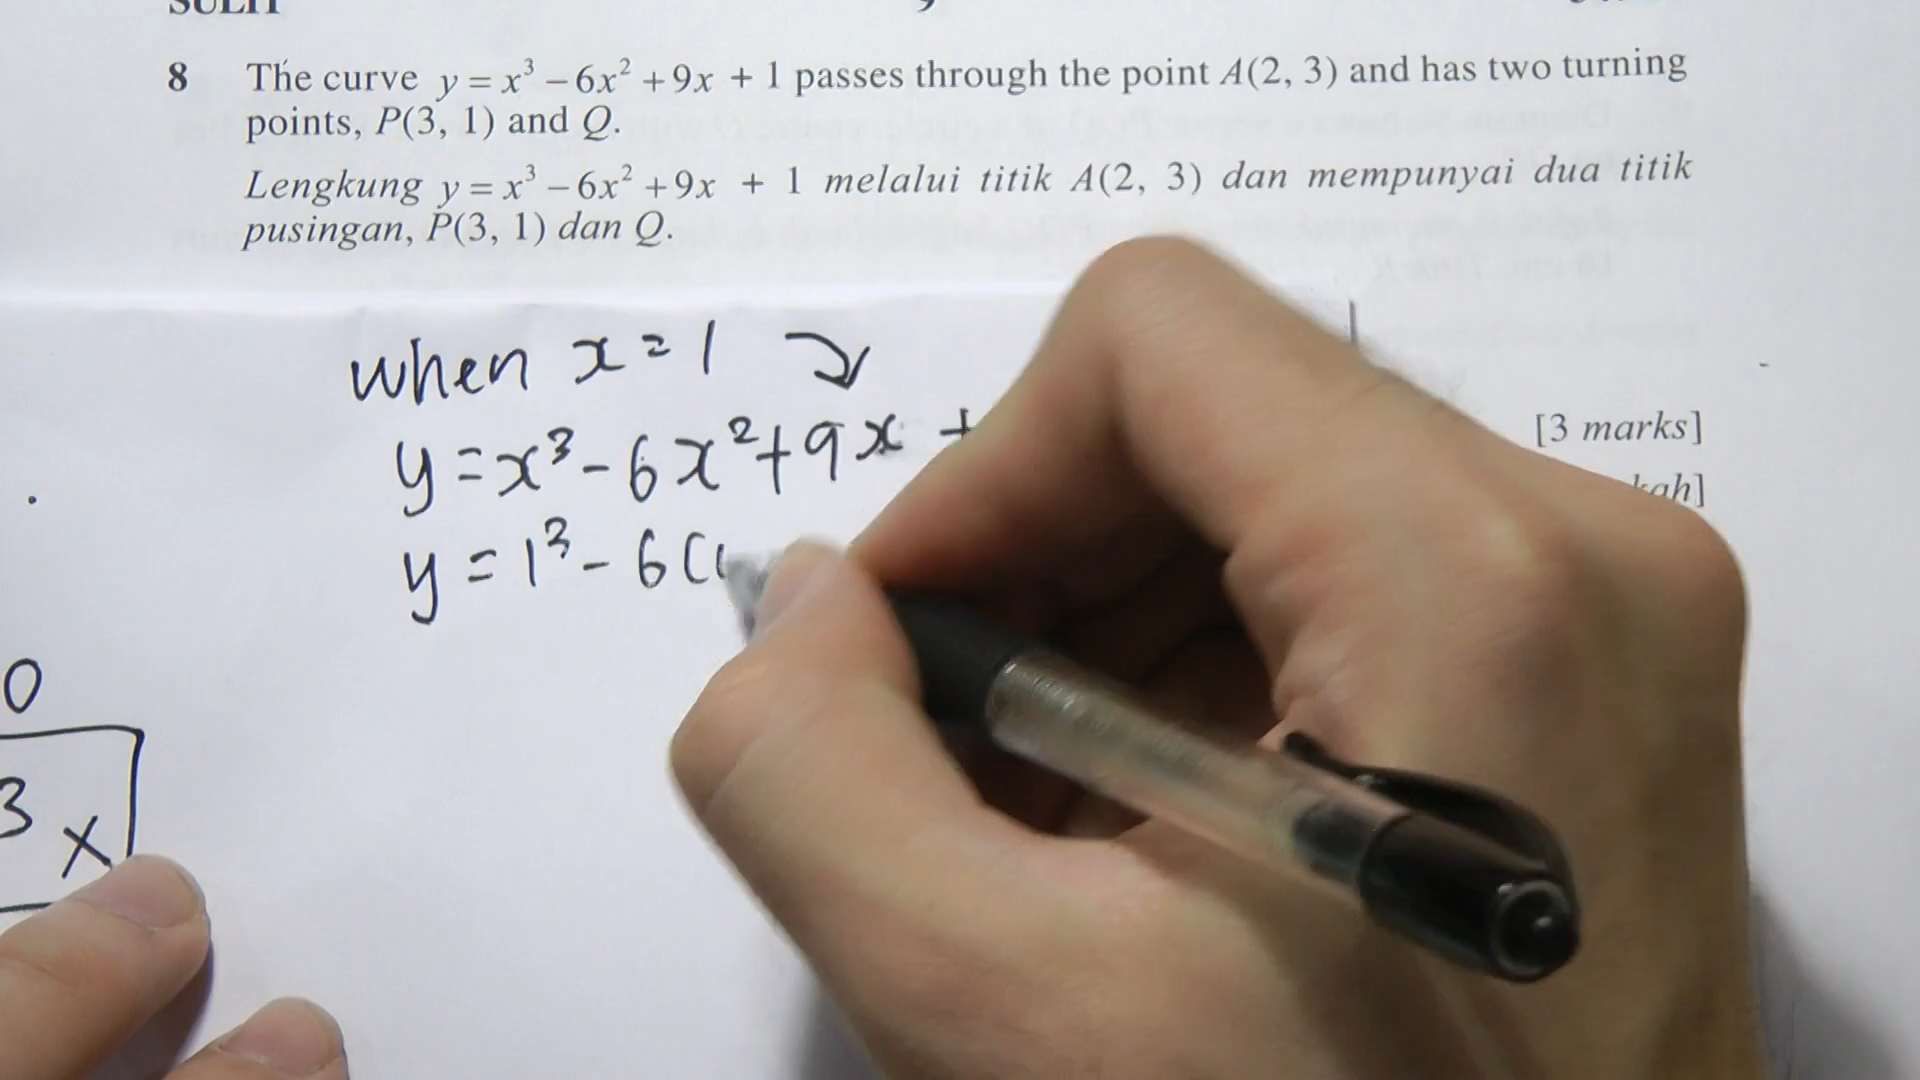 SULIT
8 The curve y = x³ – 6x² + 9x + 1 passes through the point A(2, 3) and has two turning
points, P(3, 1) and Q.
Lengkung y = x³ – 6x² + 9x + 1 melalui titik A(2, 3) dan mempunyai dua titik
pusingan, P(3, 1) dan Q.
when x = 1
y = x³ - 6x² + 9x +
[3 marks]
y = 1³ - 6(1
0
3 x